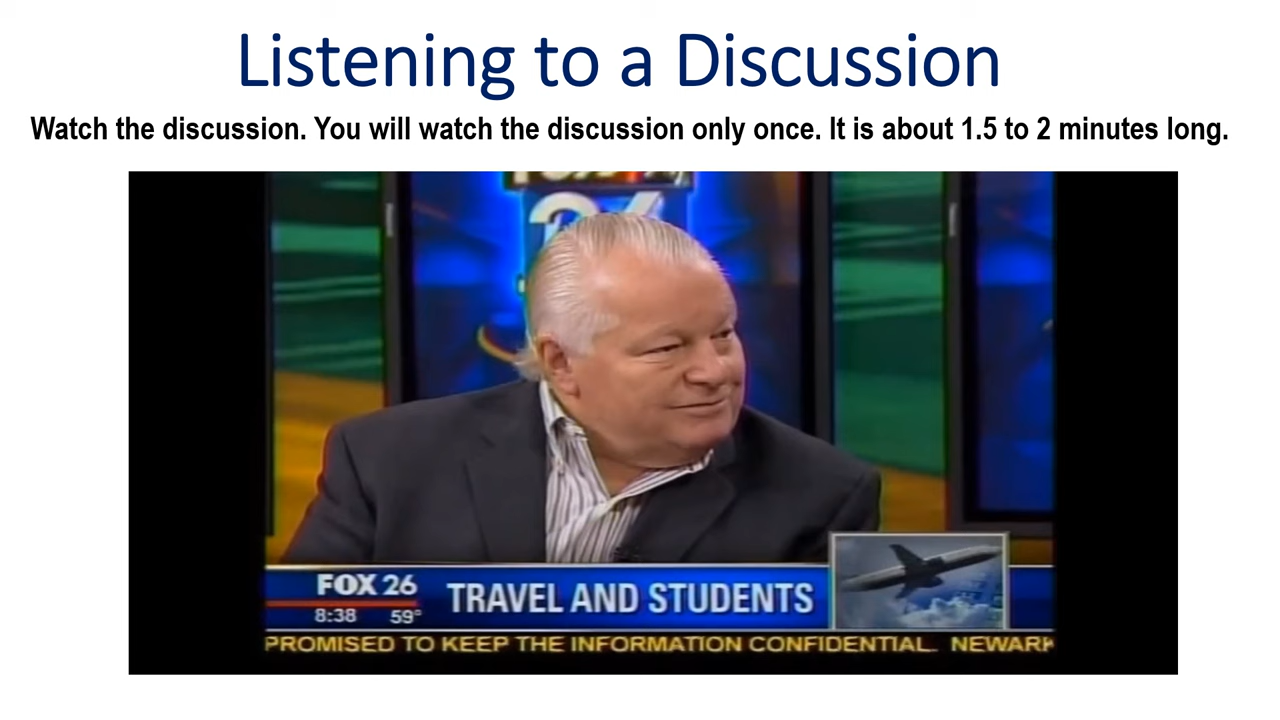 Listening to a Discussion
Watch the discussion. You will watch the discussion only once. It is about 1.5 to 2 minutes long.
26
FOX 26
8:38 59°
TRAVEL AND STUDENTS
PROMISED TO KEEP THE INFORMATION CONFIDENTIAL. NEWARK